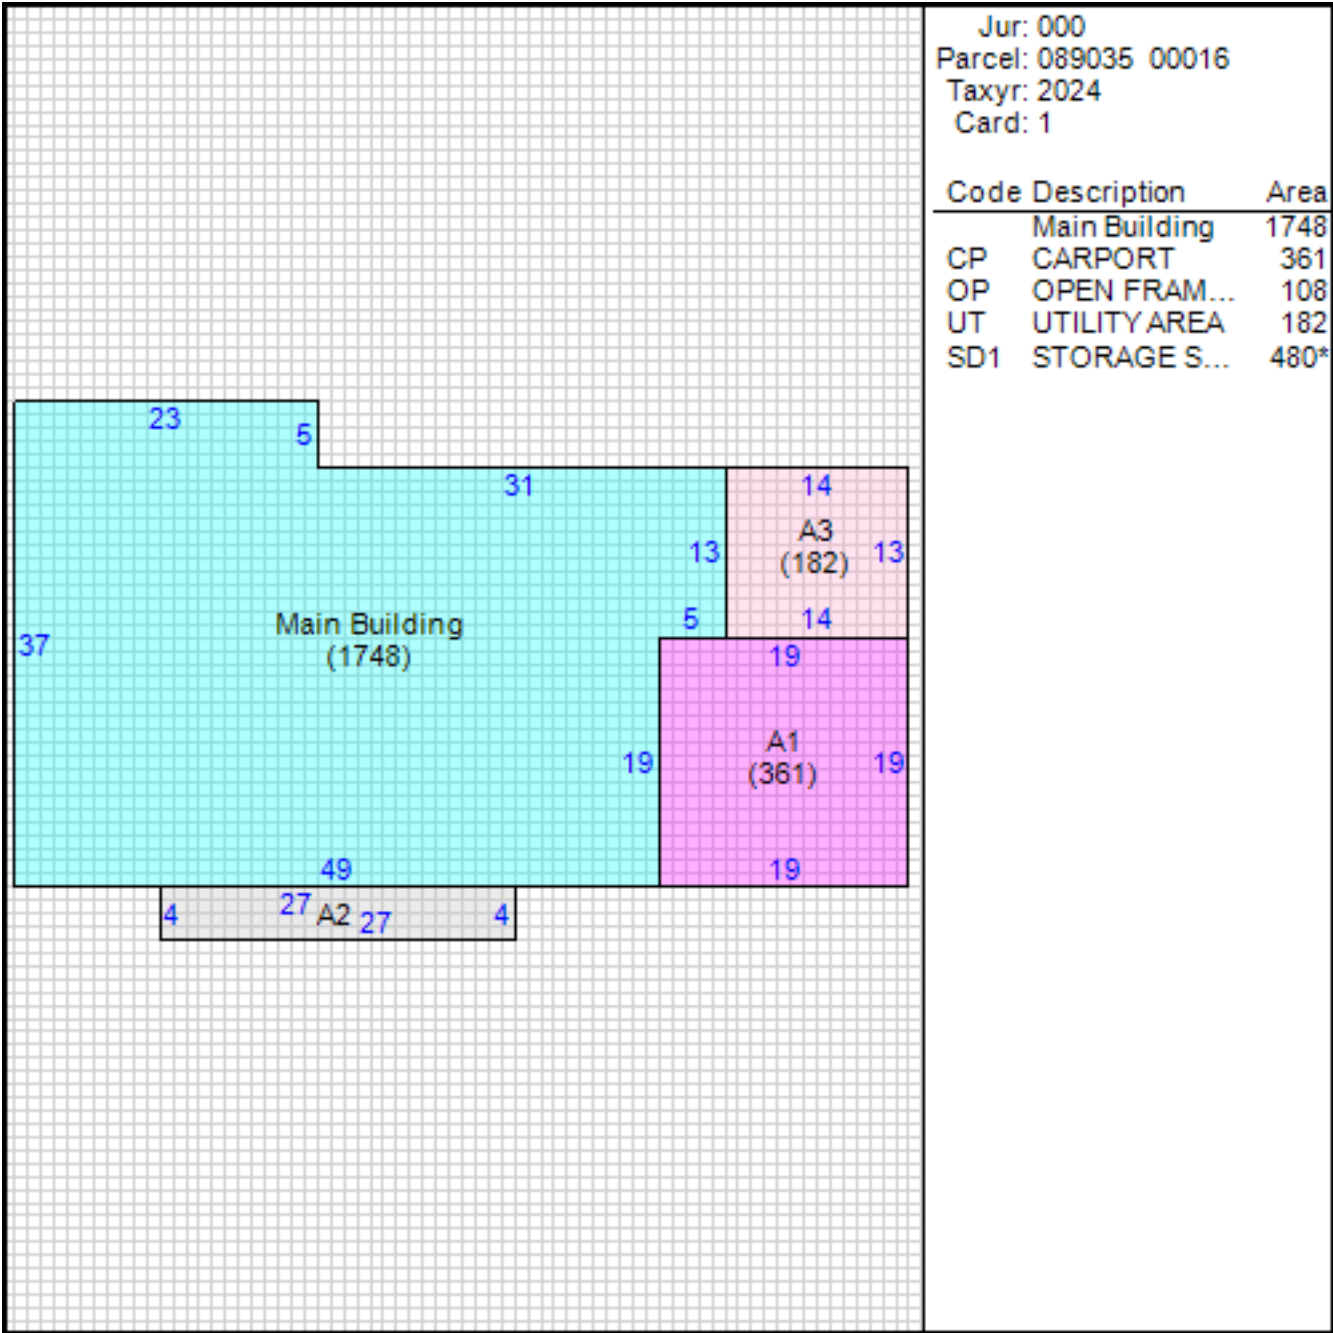 Jur: 000
Parcel: 089035 00016
Taxyr: 2024
Card: 1
Code Description Area
Main Building 1748
CP CARPORT 361
OP OPEN FRAM... 108
UT UTILITY AREA 182
SD1 STORAGE S... 480*
23
5
31
14
A3
13
(182)
13
5
14
Main Building
37
(1748)
19
A1
19
(361)
19
49
19
4
27
A2
27
4